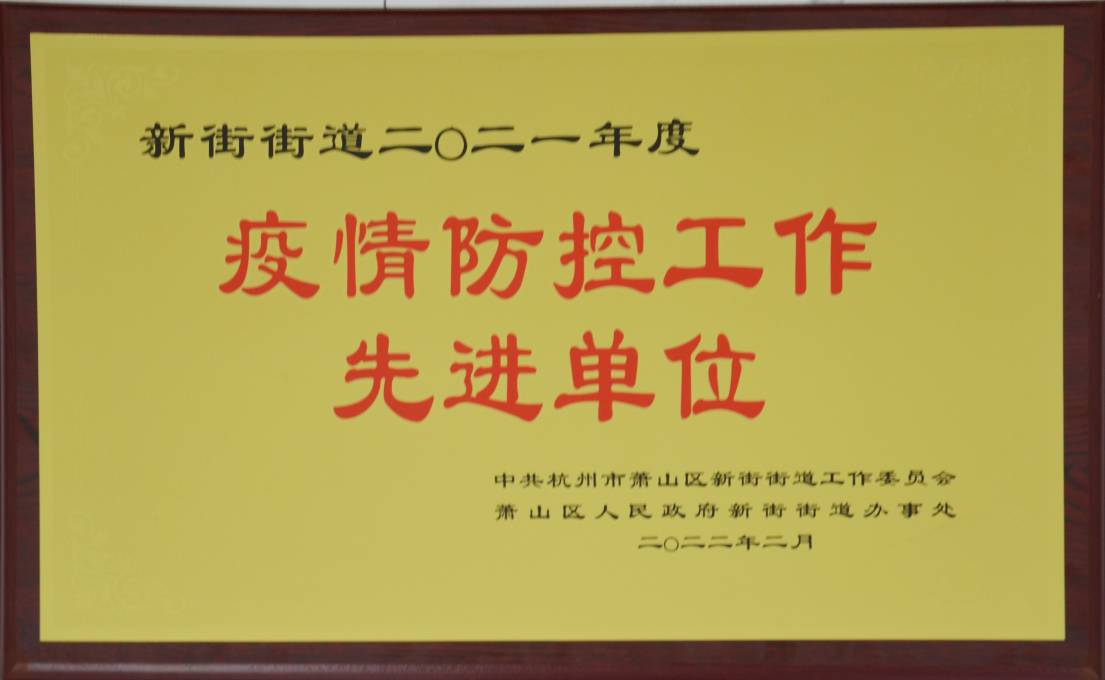 新街街道二〇二一年度
疫情防控工作
先进单位
中共杭州市萧山区新街街道工作委员会
萧山区人民政府新街街道办事处
二〇二二年二月